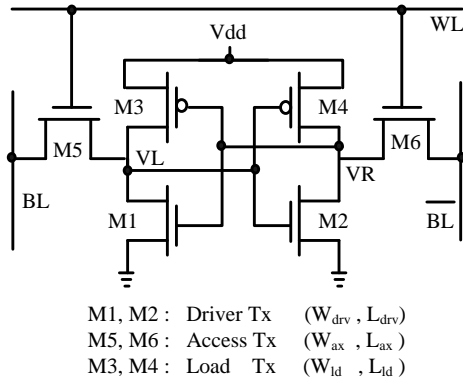 WL
Vdd
M3
M4
M5
VL
VR
M6
BL
M1
M2
BL
M1, M2 : Driver Tx (Wdrv , Ldrv)
M5, M6 : Access Tx (Wax , Lax )
M3, M4 : Load Tx (Wld , Lld )